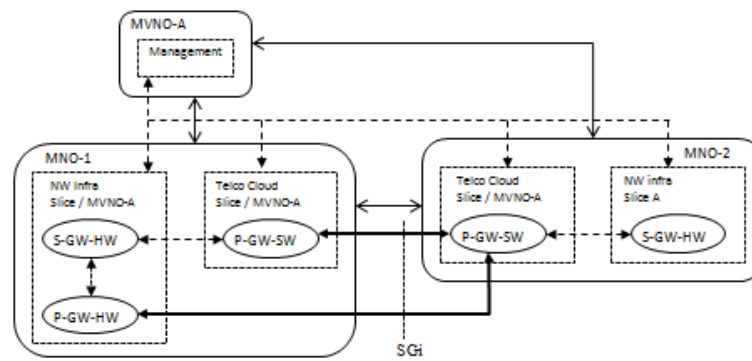 MVNO-A
Management
MNO-1
MNO-2
NW Infra
Slice / MVNO-A
Telco Cloud
Slice / MVNO-A
Telco Cloud
Slice / MVNO-A
NW infra
Slice A
S-GW-HW
P-GW-SW
P-GW-SW
S-GW-HW
P-GW-HW
SGi